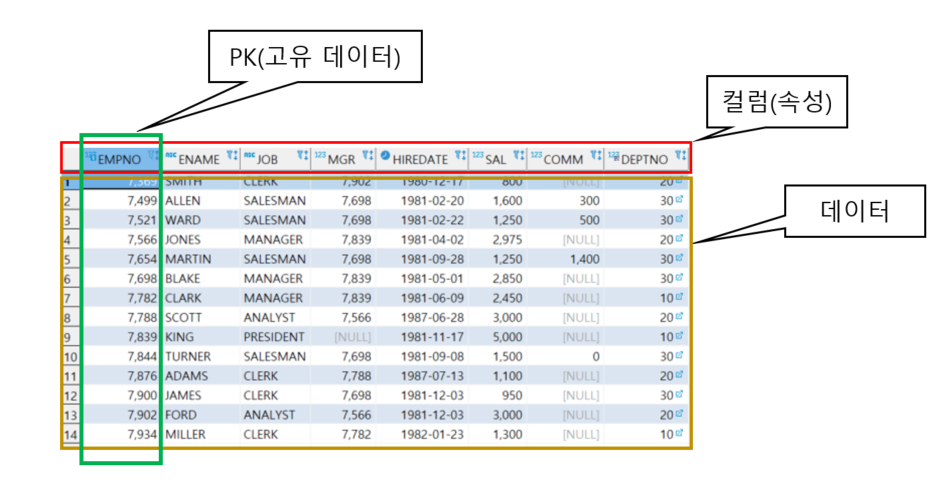 PK(고유 데이터)
컬럼(속성)
123 EMPNO ABC ENAME ABC JOB 123 MGR HIREDATE 123 SAL 123 COMM 123 DEPTNO
1 7,369 SMITH CLERK 7,902 1980-12-17 800 [NULL] 20
2 7,499 ALLEN SALESMAN 7,698 1981-02-20 1,600 300 30
3 7,521 WARD SALESMAN 7,698 1981-02-22 1,250 500 30
데이터
4 7,566 JONES MANAGER 7,839 1981-04-02 2,975 [NULL] 20
5 7,654 MARTIN SALESMAN 7,698 1981-09-28 1,250 1,400 30
6 7,698 BLAKE MANAGER 7,839 1981-05-01 2,850 [NULL] 30
7 7,782 CLARK MANAGER 7,839 1981-06-09 2,450 [NULL] 10
8 7,788 SCOTT ANALYST 7,566 1987-06-28 3,000 [NULL] 20
9 7,839 KING PRESIDENT [NULL] 1981-11-17 5,000 [NULL] 10
10 7,844 TURNER SALESMAN 7,698 1981-09-08 1,500 0 30
11 7,876 ADAMS CLERK 7,788 1987-07-13 1,100 [NULL] 20
12 7,900 JAMES CLERK 7,698 1981-12-03 950 [NULL] 30
13 7,902 FORD ANALYST 7,566 1981-12-03 3,000 [NULL] 20
14 7,934 MILLER CLERK 7,782 1982-01-23 1,300 [NULL] 10